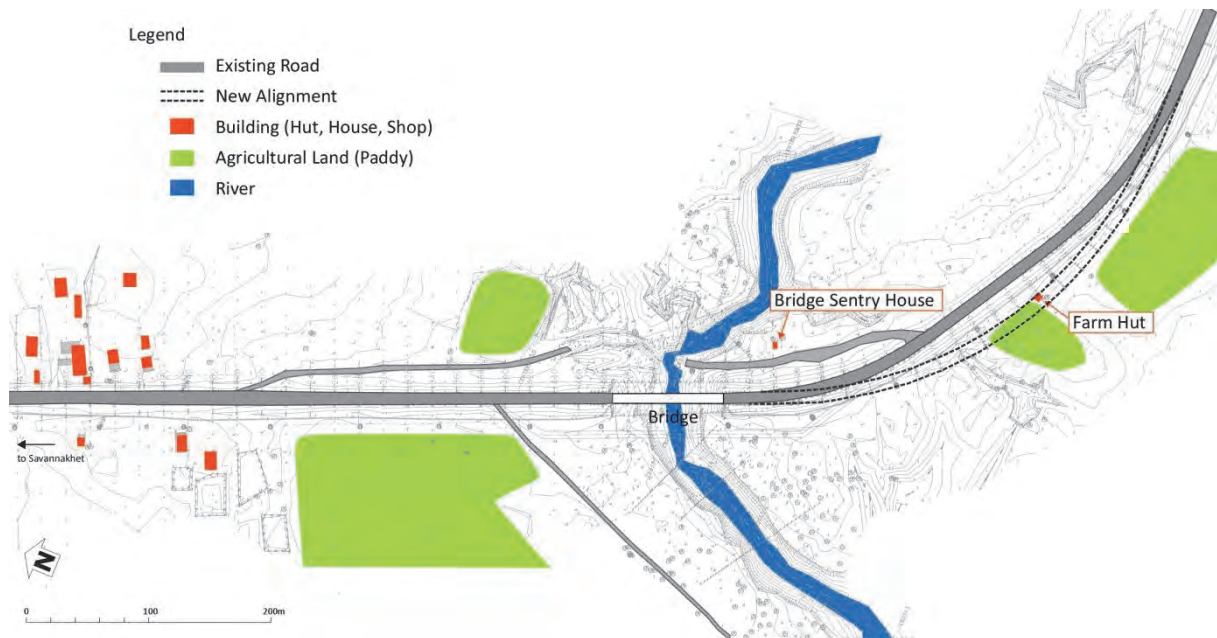 Legend
Existing Road
New Alignment
Building (Hut, House, Shop)
Agricultural Land (Paddy)
River
Bridge Sentry House
Farm Hut
Bridge
to Savannakhet
N
0 100 200m